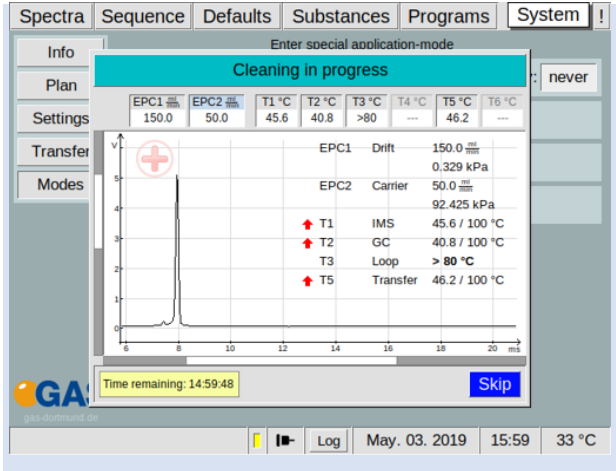 Spectra Sequence Defaults Substances Programs System !
Info
Enter special application-mode
Plan
: never
Settings
Transfer
Modes
Cleaning in progress
EPC1 ml/min EPC2 ml/min T1 °C T2 °C T3 °C T4 °C T5 °C T6 °C
150.0 50.0 45.6 40.8 >80 --- 46.2 ---
V
EPC1 Drift 150.0 ml/min
0.329 kPa
5
EPC2 Carrier 50.0 ml/min
92.425 kPa
4
T1 IMS 45.6 / 100 °C
3
T2 GC 40.8 / 100 °C
T3 Loop > 80 °C
2
T5 Transfer 46.2 / 100 °C
1
0
6 8 10 12 14 16 18 20 ms
Time remaining: 14:59:48
Skip
GAS
gas-dortmund.de
Log May. 03. 2019 15:59 33 °C